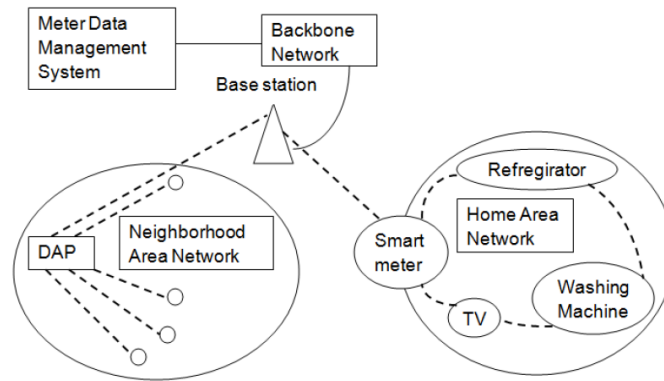 Meter Data
Management
System
Backbone
Network
Base station
Refregirator
DAP
Neighborhood
Area Network
Smart
meter
Home Area
Network
TV
Washing
Machine